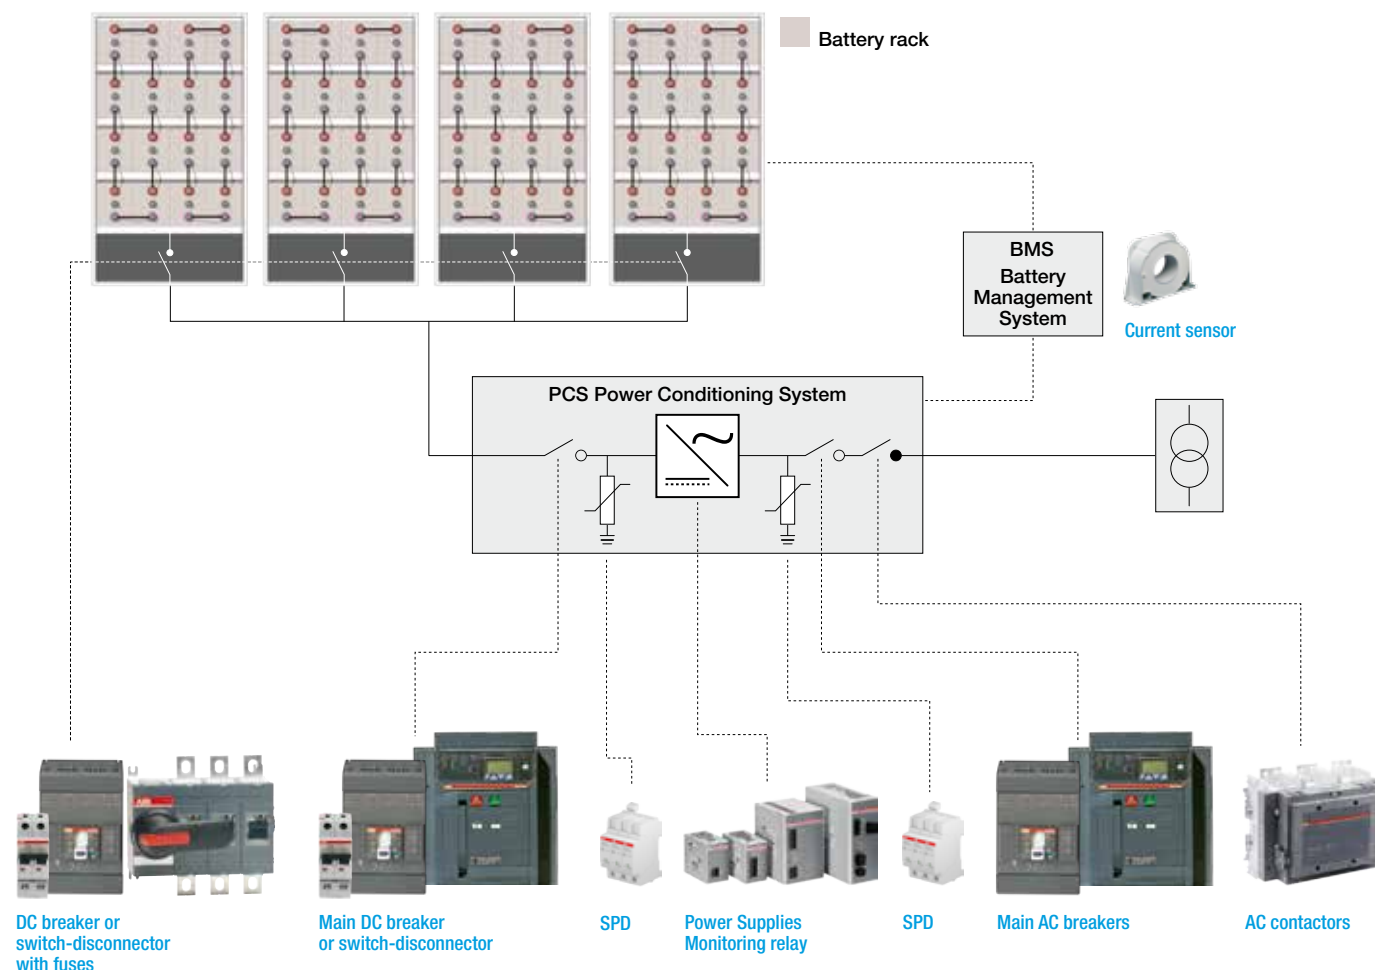 Battery rack
BMS
Battery
Management
System
Current sensor
PCS Power Conditioning System
ABB
DC breaker or
switch-disconnector
with fuses
Main DC breaker
or switch-disconnector
SPD
Power Supplies
Monitoring relay
SPD
Main AC breakers
AC contactors